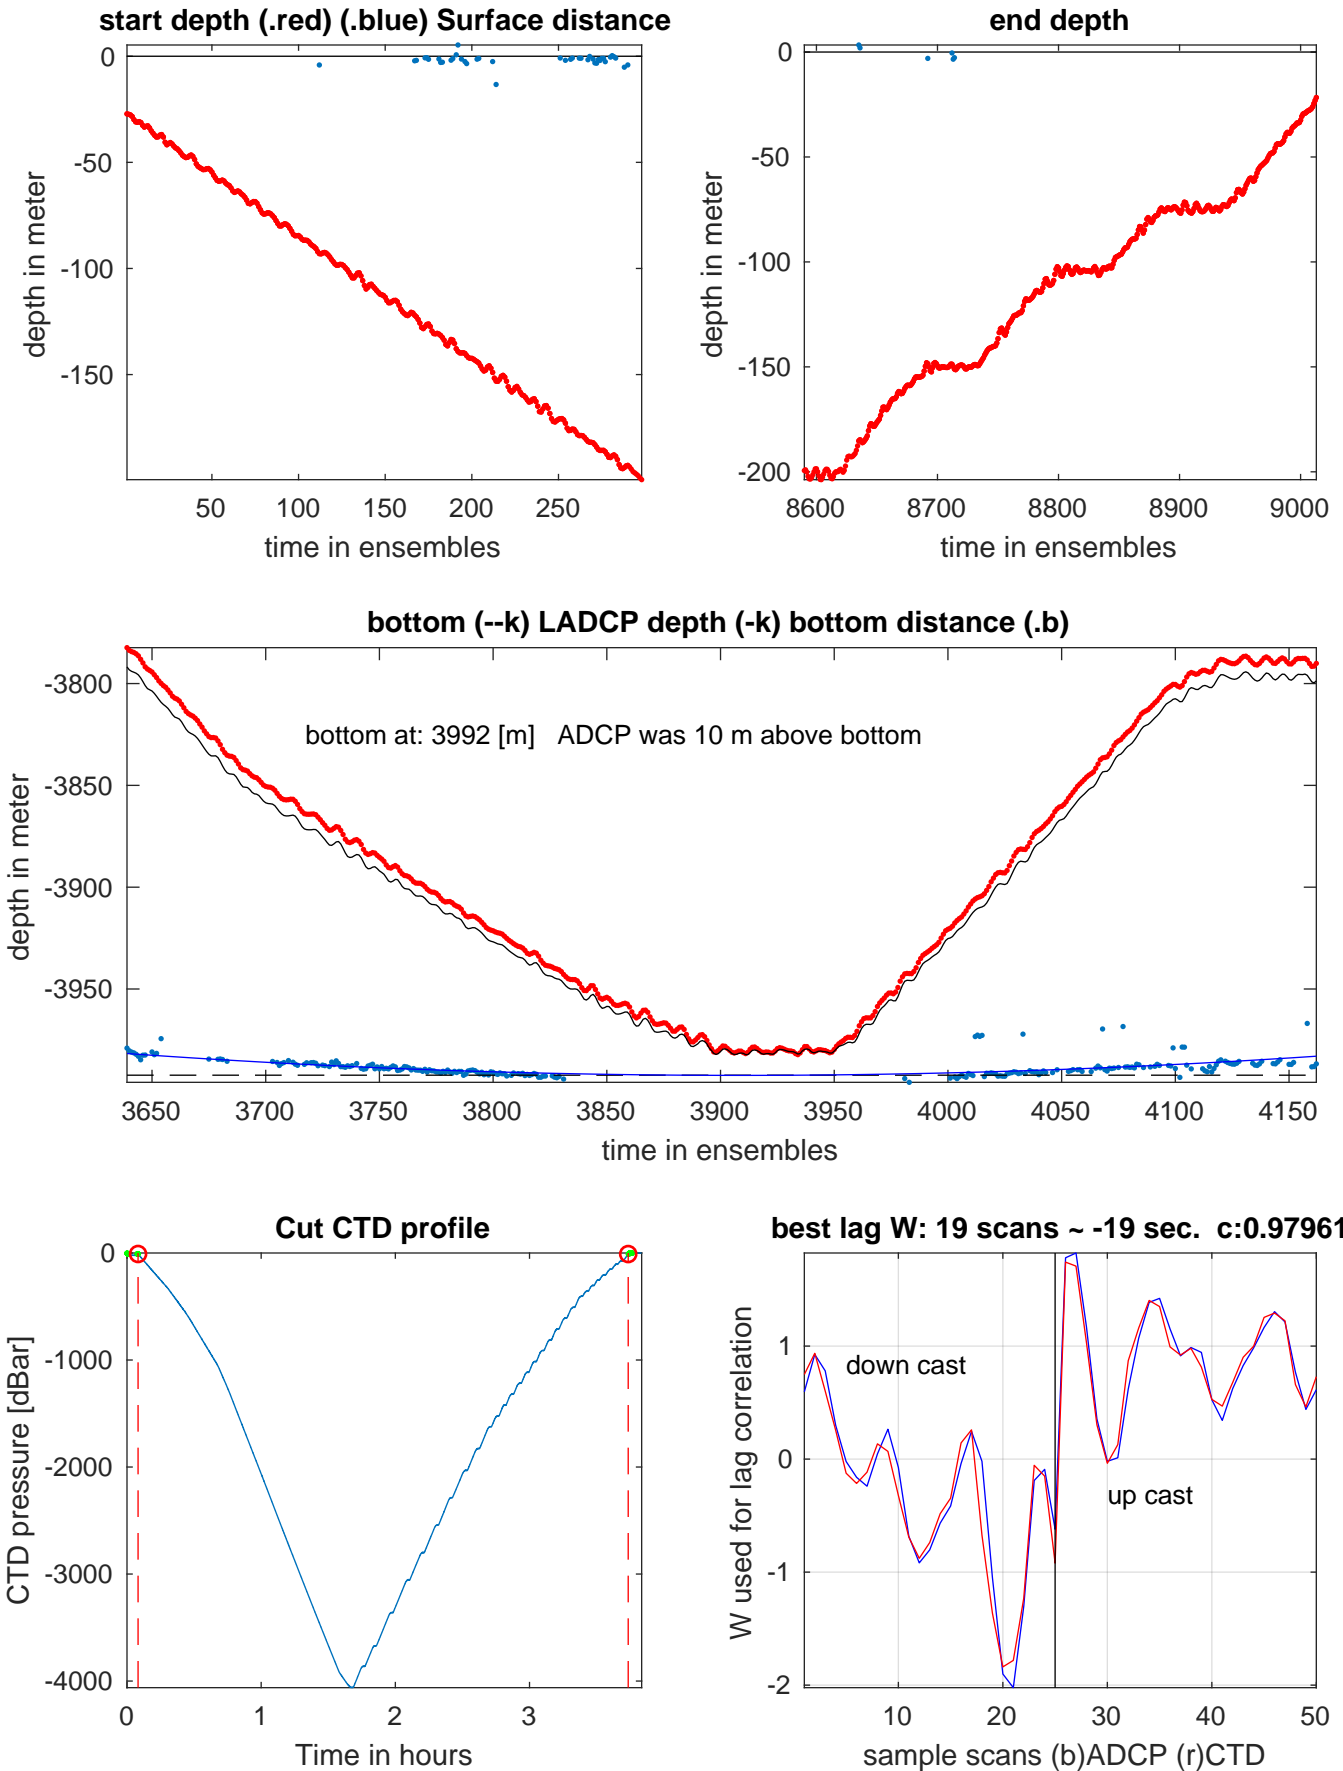 start depth (.red) (.blue) Surface distance
0
-50
-100
-150
depth in meter
50
100
150
200
250
time in ensembles
end depth
0
-50
-100
-150
-200
depth in meter
8600
8700
8800
8900
9000
time in ensembles
bottom (--k) LADCP depth (-k) bottom distance (.b)
-3800
-3850
-3900
-3950
depth in meter
bottom at: 3992 [m]   ADCP was 10 m above bottom
3650
3700
3750
3800
3850
3900
3950
4000
4050
4100
4150
time in ensembles
Cut CTD profile
0
-1000
-2000
-3000
-4000
CTD pressure [dBar]
0
1
2
3
Time in hours
best lag W: 19 scans ~ -19 sec.  c:0.97961
1
0
-1
-2
W used for lag correlation
down cast
up cast
10
20
30
40
50
sample scans (b)ADCP (r)CTD